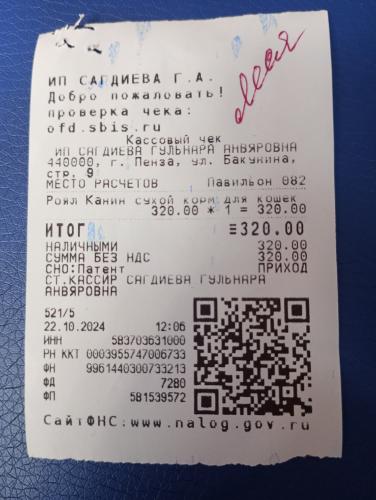 ИП САГДИЕВА Г.А.
Добро пожаловать!
проверка чека:
ofd.sbis.ru
Кассовый чек
ИП САГДИЕВА ГУЛЬНАРА АНВЯРОВНА
440000, г. Пенза, ул. Бакунина,
стр. 9
МЕСТО РАСЧЕТОВ Павильон 082
Роял Канин сухой корм для кошек
320.00 * 1 = 320.00
ИТОГ ≡320.00
НАЛИЧНЫМИ 320.00
СУММА БЕЗ НДС 320.00
СНО:Патент ПРИХОД
СТ.КАССИР САГДИЕВА ГУЛЬНАРА
АНВЯРОВНА
521/5
22.10.2024 12:06
ИНН 583703631000
РН ККТ 0003955747006733
ФН 9961440300733213
ФД 7280
ФП 581539572
СайтФНС:www.nalog.gov.ru